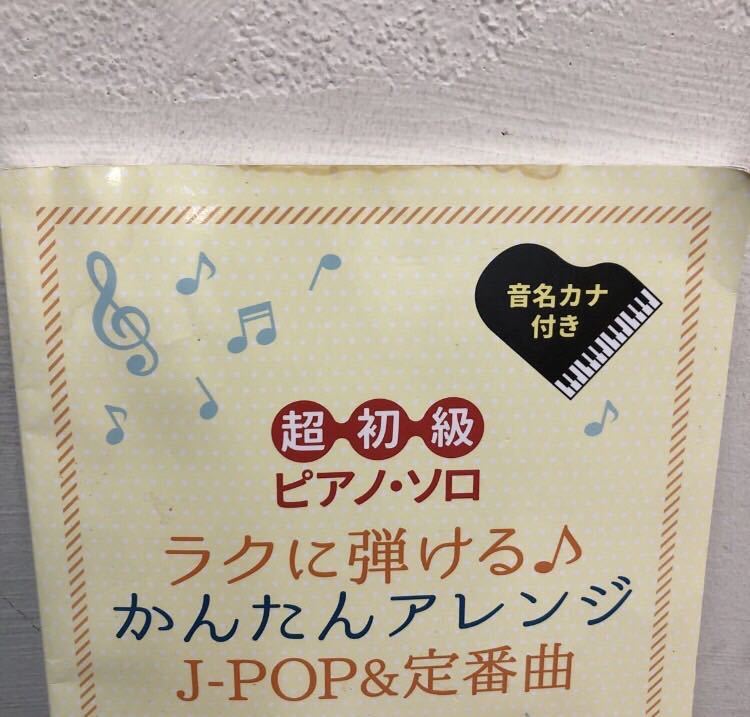 音名カナ
付き
超・初・級
ピアノ・ソロ
ラクに弾ける♪
かんたんアレンジ
J-POP&定番曲